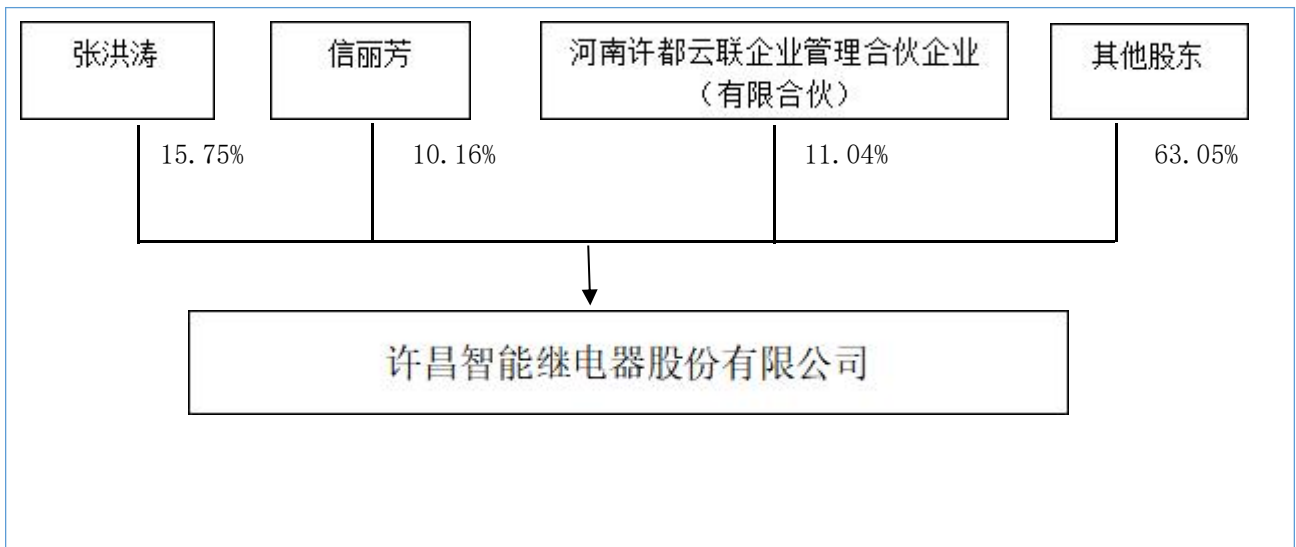 张洪涛
信丽芳
河南许都云联企业管理合伙企业
（有限合伙）
其他股东
15.75%
10.16%
11.04%
63.05%
许昌智能继电器股份有限公司